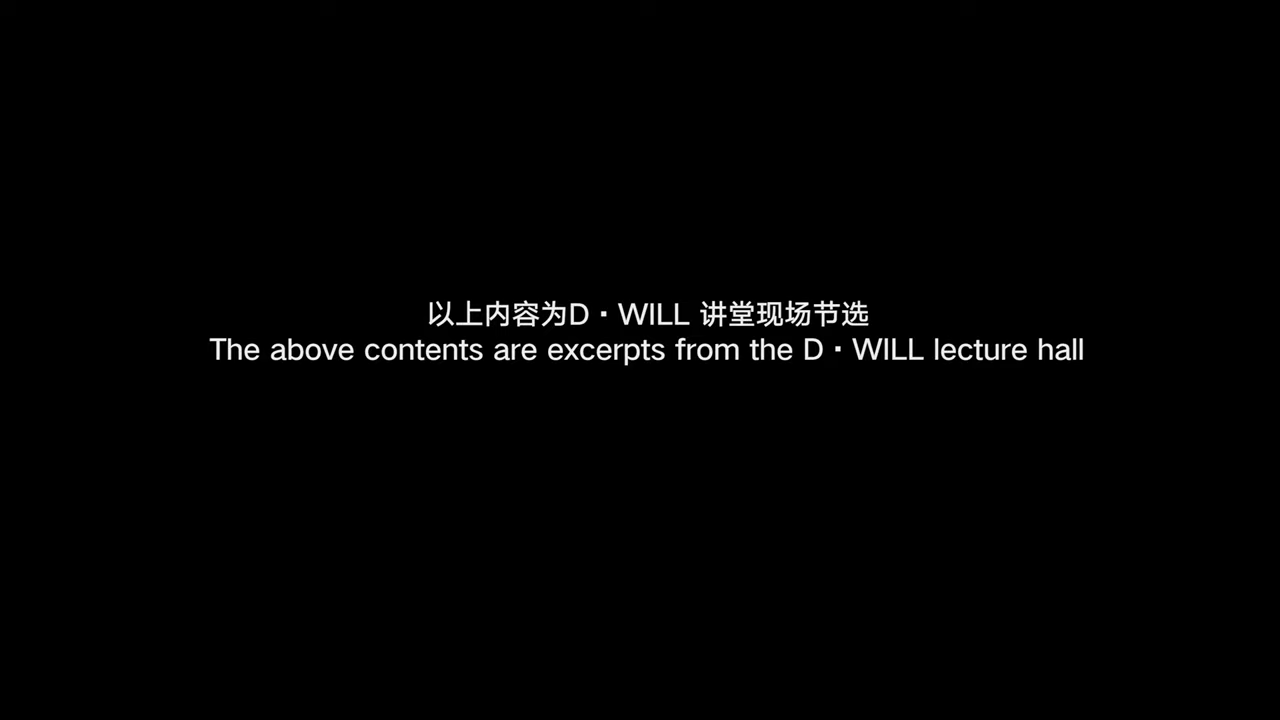 以上内容为D·WILL 讲堂现场节选
The above contents are excerpts from the D·WILL lecture hall